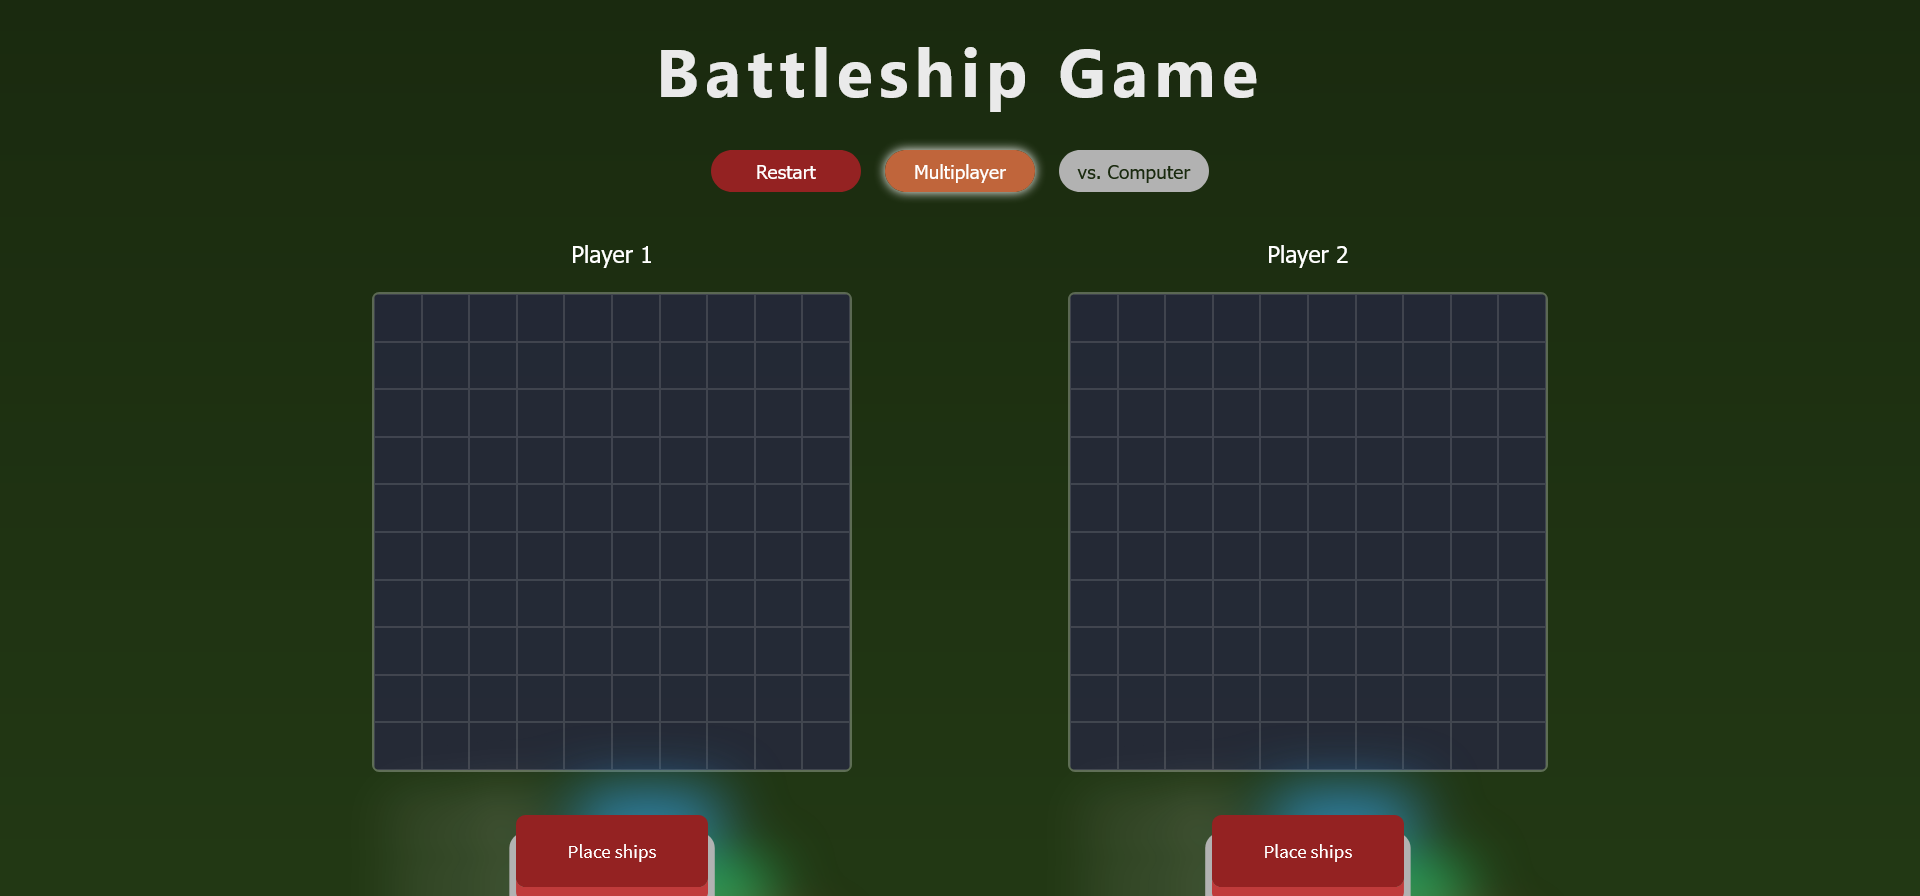 Battleship Game
Restart
Multiplayer
vs. Computer
Player 1
Player 2
Place ships
Place ships